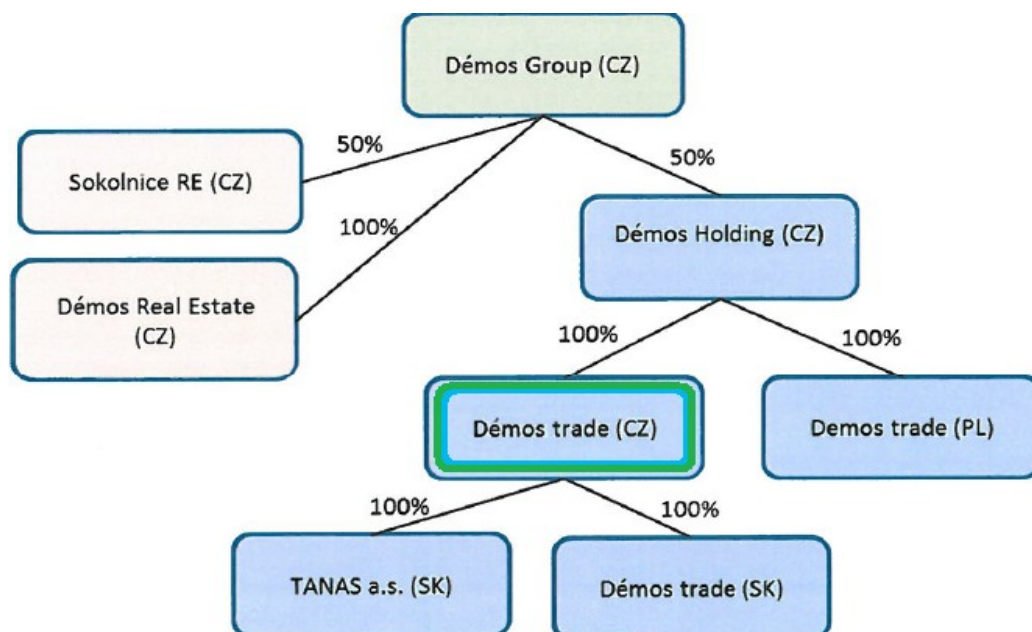 Démos Group (CZ)
50%
50%
Sokolnice RE (CZ)
100%
Démos Holding (CZ)
Démos Real Estate
(CZ)
100%
100%
Démos trade (CZ)
Demos trade (PL)
100%
100%
TANAS a.s. (SK)
Démos trade (SK)